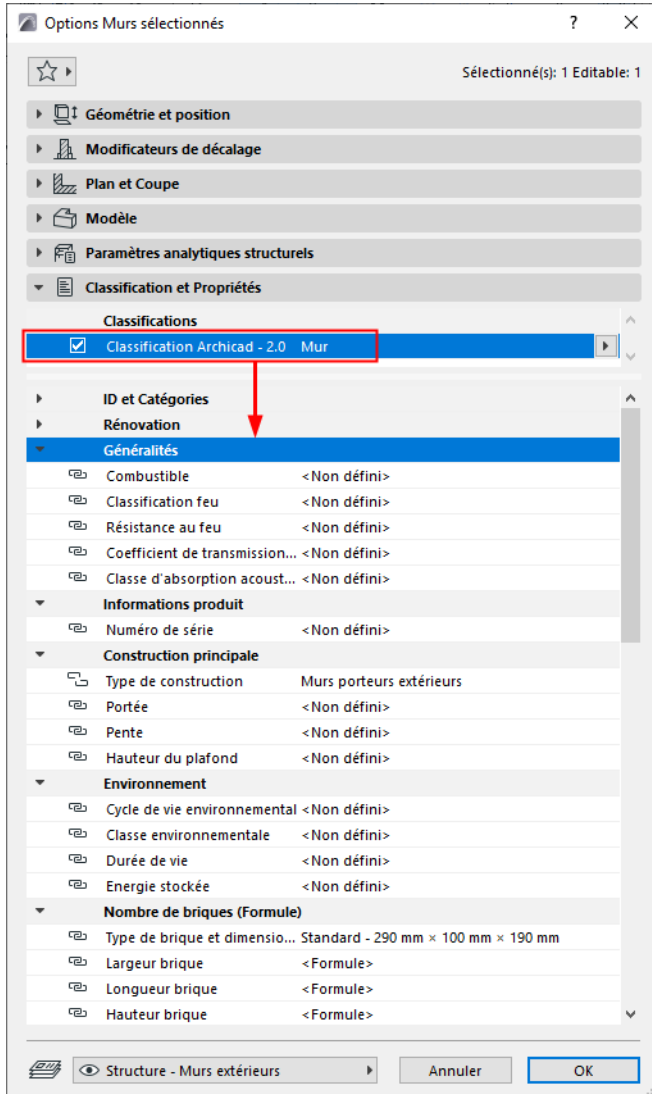 Options Murs sélectionnés ? ×
Sélectionné(s): 1 Editable: 1
Géométrie et position
Modificateurs de décalage
Plan et Coupe
Modèle
Paramètres analytiques structurels
Classification et Propriétés
Classifications
Classification Archicad - 2.0 Mur
ID et Catégories
Rénovation
Généralités
Combustible <Non défini>
Classification feu <Non défini>
Résistance au feu <Non défini>
Coefficient de transmission... <Non défini>
Classe d'absorption acoust... <Non défini>
Informations produit
Numéro de série <Non défini>
Construction principale
Type de construction Murs porteurs extérieurs
Portée <Non défini>
Pente <Non défini>
Hauteur du plafond <Non défini>
Environnement
Cycle de vie environnemental <Non défini>
Classe environnementale <Non défini>
Durée de vie <Non défini>
Energie stockée <Non défini>
Nombre de briques (Formule)
Type de brique et dimensio... Standard - 290 mm × 100 mm × 190 mm
Largeur brique <Formule>
Longueur brique <Formule>
Hauteur brique <Formule>
Structure - Murs extérieurs Annuler OK